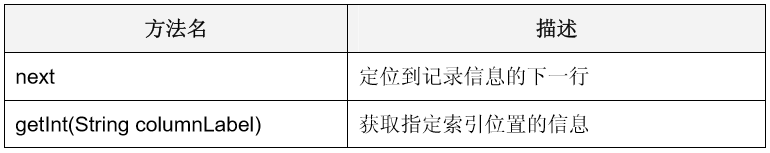 方法名 描述
next 定位到记录信息的下一行
getInt(String columnLabel) 获取指定索引位置的信息